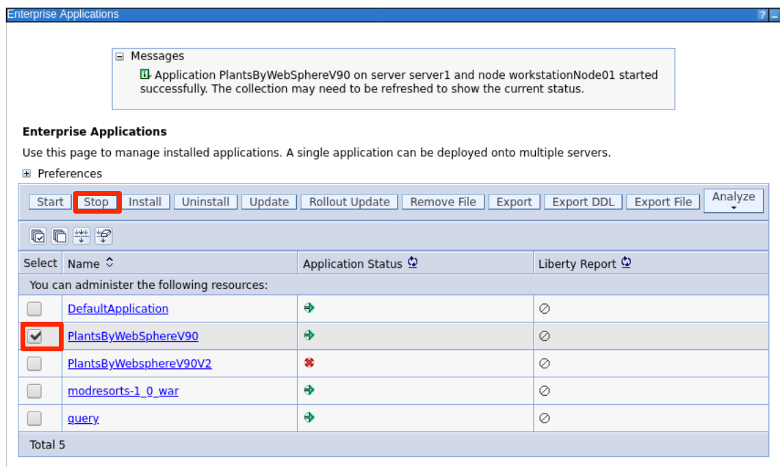 Enterprise Applications
? _
Messages
Application PlantsByWebSphereV90 on server server1 and node workstationNode01 started
successfully. The collection may need to be refreshed to show the current status.
Enterprise Applications
Use this page to manage installed applications. A single application can be deployed onto multiple servers.
Preferences
Start Stop Install Uninstall Update Rollout Update Remove File Export Export DDL Export File Analyze
Select Name Application Status Liberty Report
You can administer the following resources:
DefaultApplication
PlantsByWebSphereV90
PlantsByWebsphereV90V2
modresorts-1_0_war
query
Total 5